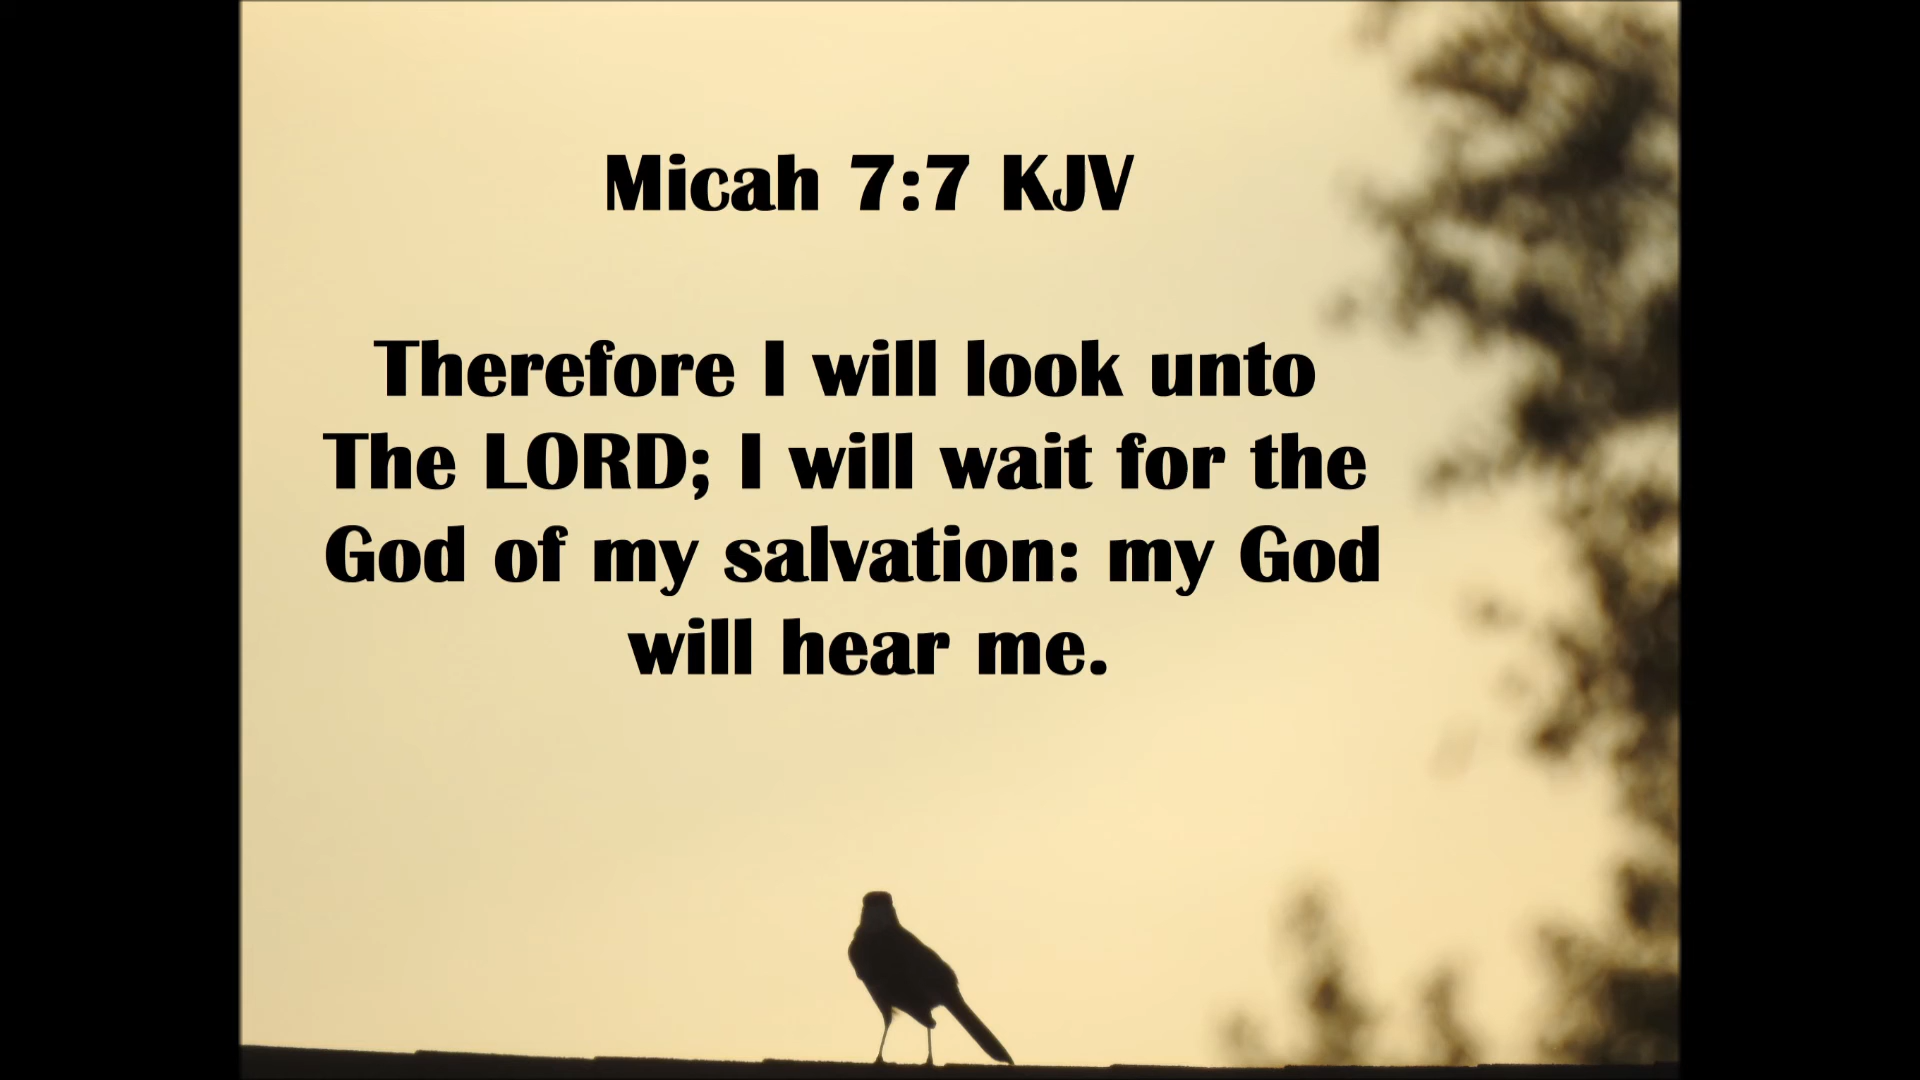 Micah 7:7 KJV
Therefore I will look unto
The LORD; I will wait for the
God of my salvation: my God
will hear me.